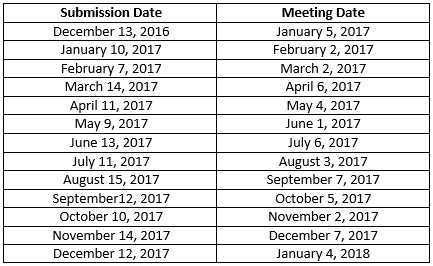 Submission Date Meeting Date
December 13, 2016 January 5, 2017
January 10, 2017 February 2, 2017
February 7, 2017 March 2, 2017
March 14, 2017 April 6, 2017
April 11, 2017 May 4, 2017
May 9, 2017 June 1, 2017
June 13, 2017 July 6, 2017
July 11, 2017 August 3, 2017
August 15, 2017 September 7, 2017
September12, 2017 October 5, 2017
October 10, 2017 November 2, 2017
November 14, 2017 December 7, 2017
December 12, 2017 January 4, 2018